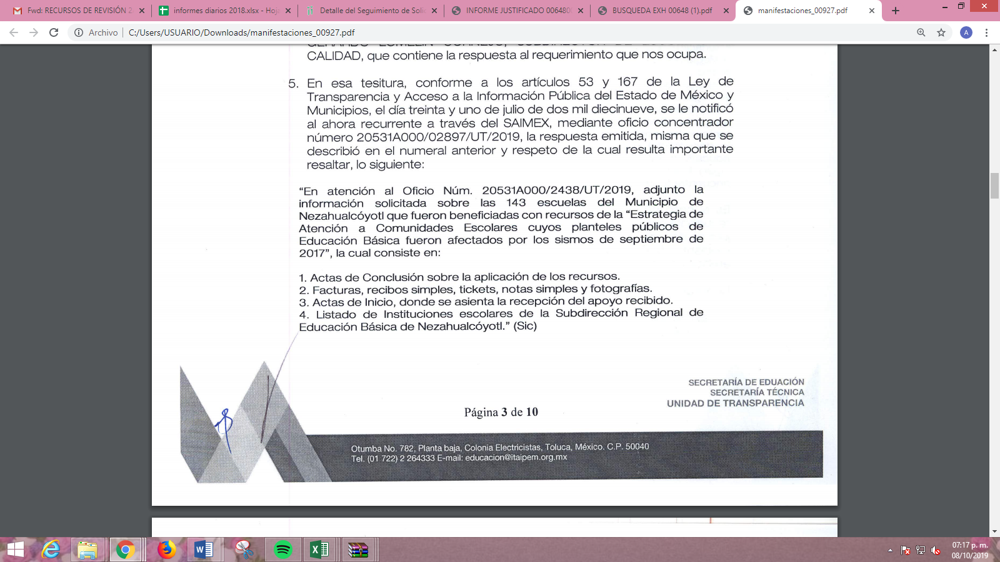 Fwd: RECURSOS DE REVISIÓN 2
informes diarios 2018.xlsx - Hoja
Detalle del Seguimiento de Solic
INFORME JUSTIFICADO 0064800
BUSQUEDA EXH 00648 (1).pdf
manifestaciones_00927.pdf
Archivo
C:/Users/USUARIO/Downloads/manifestaciones_00927.pdf
A
CALIDAD, que contiene la respuesta al requerimiento que nos ocupa.
5. En esa tesitura, conforme a los artículos 53 y 167 de la Ley de
Transparencia y Acceso a la Información Pública del Estado de México y
Municipios, el día treinta y uno de julio de dos mil diecinueve, se le notificó
al ahora recurrente a través del SAIMEX, mediante oficio concentrador
número 20531A000/02897/UT/2019, la respuesta emitida, misma que se
describió en el numeral anterior y respeto de la cual resulta importante
resaltar, lo siguiente:
“En atención al Oficio Núm. 20531A000/2438/UT/2019, adjunto la
información solicitada sobre las 143 escuelas del Municipio de
Nezahualcóyotl que fueron beneficiadas con recursos de la “Estrategia de
Atención a Comunidades Escolares cuyos planteles públicos de
Educación Básica fueron afectados por los sismos de septiembre de
2017”, la cual consiste en:
1. Actas de Conclusión sobre la aplicación de los recursos.
2. Facturas, recibos simples, tickets, notas simples y fotografías.
3. Actas de Inicio, donde se asienta la recepción del apoyo recibido.
4. Listado de Instituciones escolares de la Subdirección Regional de
Educación Básica de Nezahualcóyotl.” (Sic)
SECRETARÍA DE EDUACIÓN
SECRETARÍA TÉCNICA
UNIDAD DE TRANSPARENCIA
Página 3 de 10
Otumba No. 782, Planta baja, Colonia Electricistas, Toluca, México. C.P. 50040
Tel. (01 722) 2 264333 E-mail: educacion@itaipem.org.mx
07:17 p. m.
08/10/2019